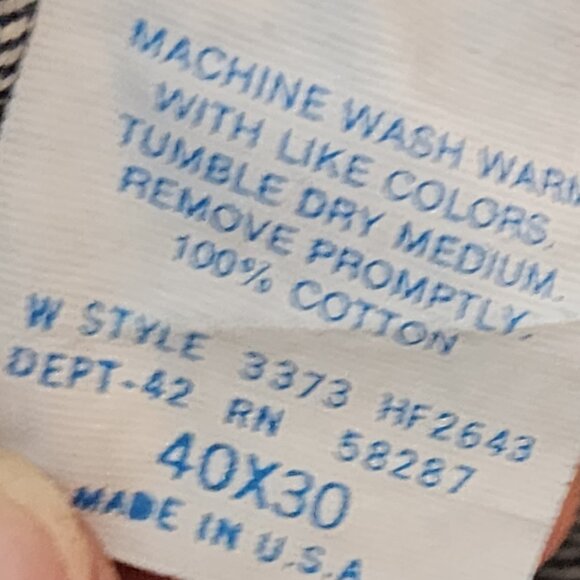 MACHINE WASH WARM
WITH LIKE COLORS.
TUMBLE DRY MEDIUM.
REMOVE PROMPTLY.
100% COTTON
W STYLE 3373 HF2643
DEPT-42 RN 58287
40X30
MADE IN U.S.A